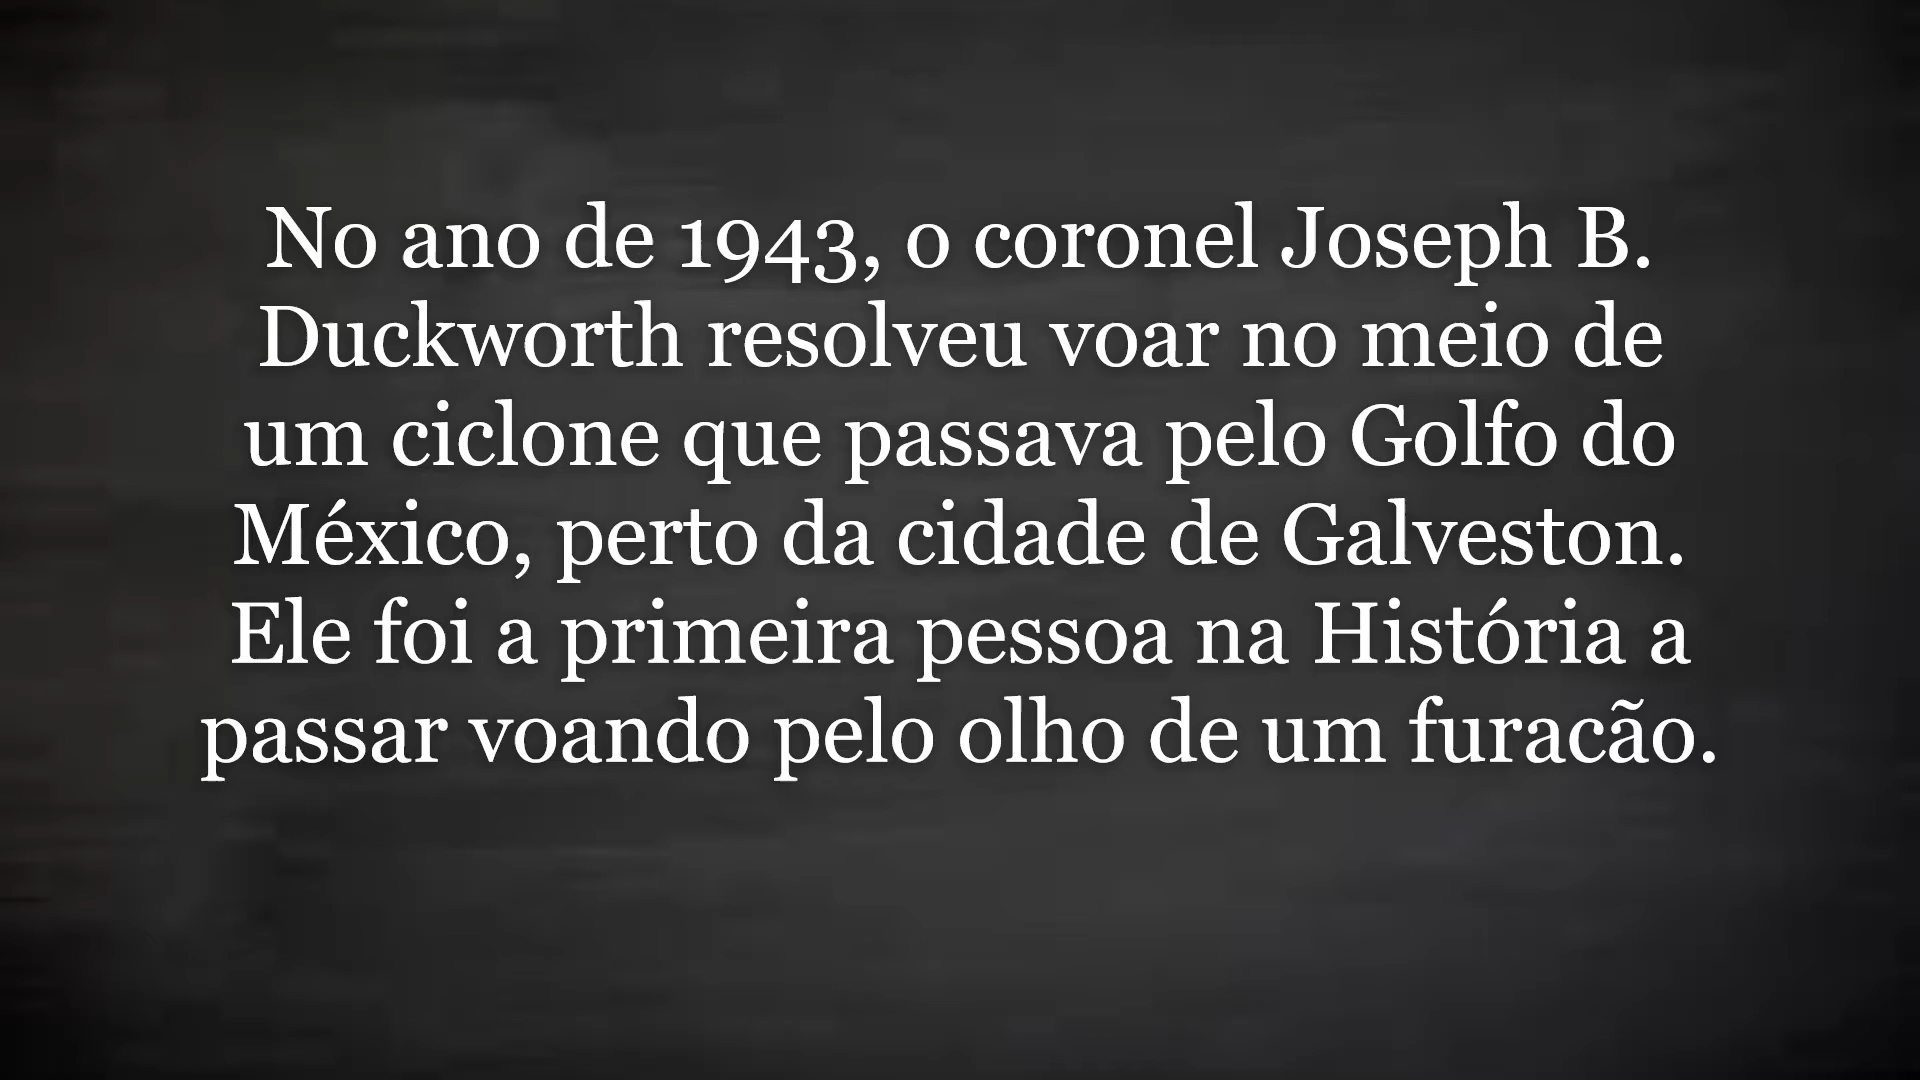 No ano de 1943, o coronel Joseph B.
Duckworth resolveu voar no meio de
um ciclone que passava pelo Golfo do
México, perto da cidade de Galveston.
Ele foi a primeira pessoa na História a
passar voando pelo olho de um furacão.